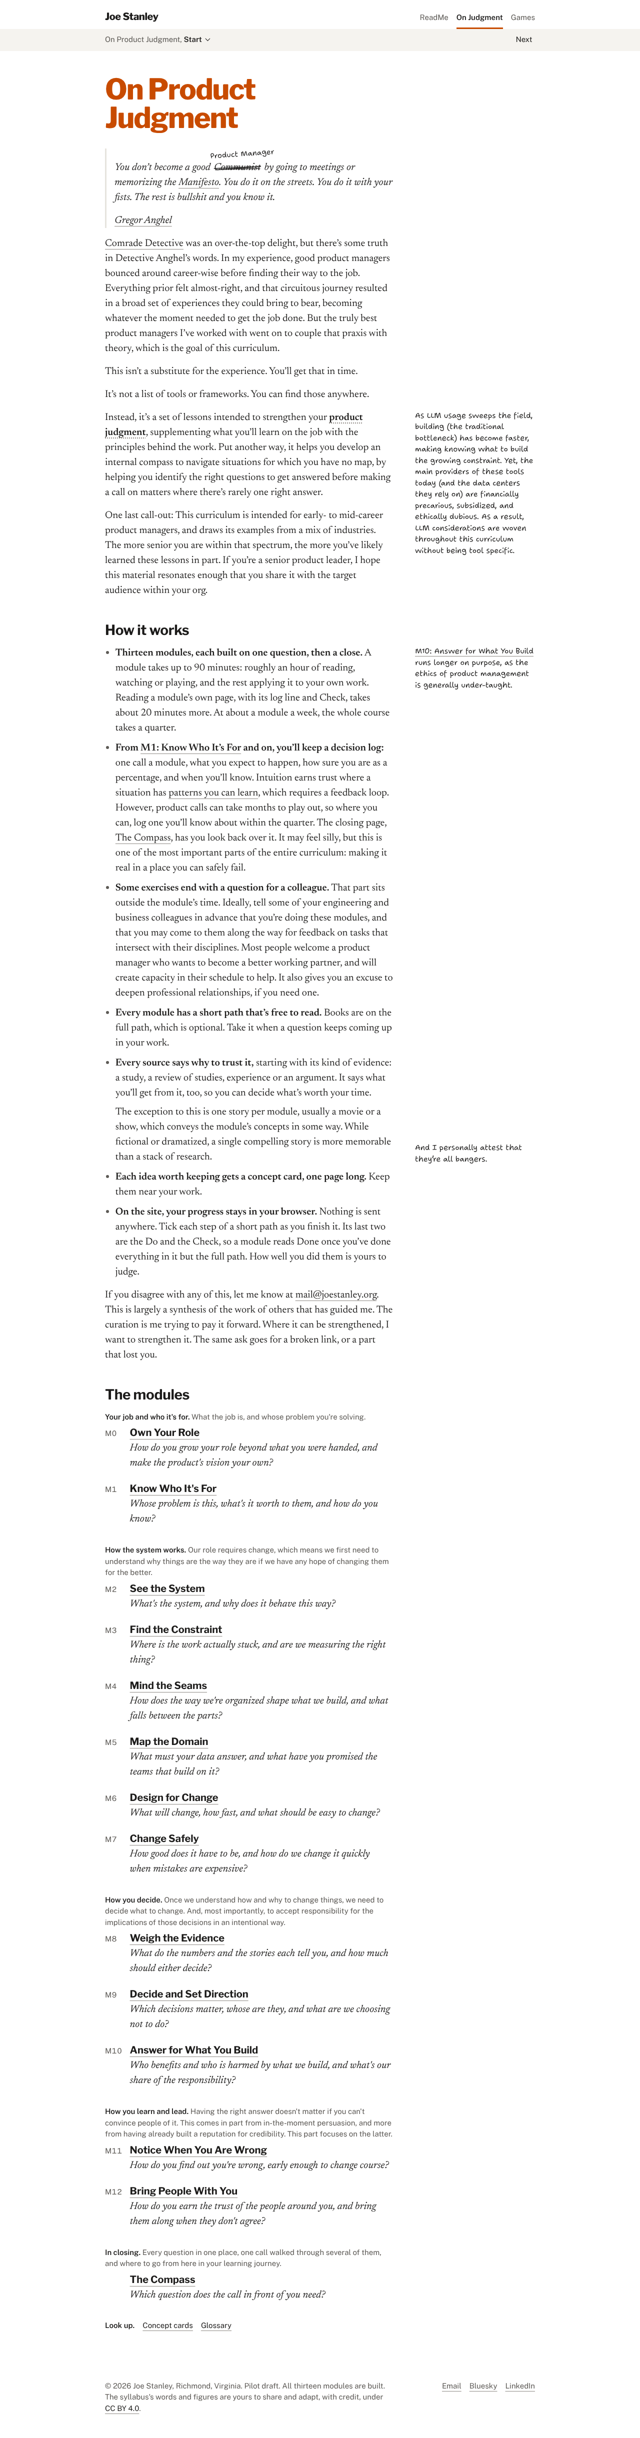 Joe Stanley
ReadMe On Judgment Games
On Product Judgment, Start
Next
On Product
Judgment
Product Manager
You don't become a good Communist by going to meetings or
memorizing the Manifesto. You do it on the streets. You do it with your
fists. The rest is bullshit and you know it.
Gregor Anghel
Comrade Detective was an over-the-top delight, but there's some truth
in Detective Anghel's words. In my experience, good product managers
bounced around career-wise before finding their way to the job.
Everything prior felt almost-right, and that circuitous journey resulted
in a broad set of experiences they could bring to bear, becoming
whatever the moment needed to get the job done. But the truly best
product managers I've worked with went on to couple that praxis with
theory, which is the goal of this curriculum.
This isn't a substitute for the experience. You'll get that in time.
It's not a list of tools or frameworks. You can find those anywhere.
Instead, it's a set of lessons intended to strengthen your product
judgment, supplementing what you'll learn on the job with the
principles behind the work. Put another way, it helps you develop an
internal compass to navigate situations for which you have no map, by
helping you identify the right questions to get answered before making
a call on matters where there's rarely one right answer.
As LLM usage sweeps the field,
building (the traditional
bottleneck) has become faster,
making knowing what to build
the growing constraint. Yet, the
main providers of these tools
today (and the data centers
they rely on) are financially
precarious, subsidized, and
ethically dubious. As a result,
LLM considerations are woven
throughout this curriculum
without being tool specific.
One last call-out: This curriculum is intended for early- to mid-career
product managers, and draws its examples from a mix of industries.
The more senior you are within that spectrum, the more you've likely
learned these lessons in part. If you're a senior product leader, I hope
this material resonates enough that you share it with the target
audience within your org.
How it works
Thirteen modules, each built on one question, then a close. A
module takes up to 90 minutes: roughly an hour of reading,
watching or playing, and the rest applying it to your own work.
Reading a module's own page, with its log line and Check, takes
about 20 minutes more. At about a module a week, the whole course
takes a quarter.
M10: Answer for What You Build
runs longer on purpose, as the
ethics of product management
is generally under-taught.
From M1: Know Who It's For and on, you'll keep a decision log:
one call a module, what you expect to happen, how sure you are as a
percentage, and when you'll know. Intuition earns trust where a
situation has patterns you can learn, which requires a feedback loop.
However, product calls can take months to play out, so where you
can, log one you'll know about within the quarter. The closing page,
The Compass, has you look back over it. It may feel silly, but this is
one of the most important parts of the entire curriculum: making it
real in a place you can safely fail.
Some exercises end with a question for a colleague. That part sits
outside the module's time. Ideally, tell some of your engineering and
business colleagues in advance that you're doing these modules, and
that you may come to them along the way for feedback on tasks that
intersect with their disciplines. Most people welcome a product
manager who wants to become a better working partner, and will
create capacity in their schedule to help. It also gives you an excuse to
deepen professional relationships, if you need one.
Every module has a short path that's free to read. Books are on the
full path, which is optional. Take it when a question keeps coming up
in your work.
Every source says why to trust it, starting with its kind of evidence:
a study, a review of studies, experience or an argument. It says what
you'll get from it, too, so you can decide what's worth your time.
The exception to this is one story per module, usually a movie or a
show, which conveys the module's concepts in some way. While
fictional or dramatized, a single compelling story is more memorable
than a stack of research.
And I personally attest that
they're all bangers.
Each idea worth keeping gets a concept card, one page long. Keep
them near your work.
On the site, your progress stays in your browser. Nothing is sent
anywhere. Tick each step of a short path as you finish it. Its last two
are the Do and the Check, so a module reads Done once you've done
everything in it but the full path. How well you did them is yours to
judge.
If you disagree with any of this, let me know at mail@joestanley.org.
This is largely a synthesis of the work of others that has guided me. The
curation is me trying to pay it forward. Where it can be strengthened, I
want to strengthen it. The same ask goes for a broken link, or a part
that lost you.
The modules
Your job and who it's for. What the job is, and whose problem you're solving.
M0 Own Your Role
How do you grow your role beyond what you were handed, and
make the product's vision your own?
M1 Know Who It's For
Whose problem is this, what's it worth to them, and how do you
know?
How the system works. Our role requires change, which means we first need to
understand why things are the way they are if we have any hope of changing them
for the better.
M2 See the System
What's the system, and why does it behave this way?
M3 Find the Constraint
Where is the work actually stuck, and are we measuring the right
thing?
M4 Mind the Seams
How does the way we're organized shape what we build, and what
falls between the parts?
M5 Map the Domain
What must your data answer, and what have you promised the
teams that build on it?
M6 Design for Change
What will change, how fast, and what should be easy to change?
M7 Change Safely
How good does it have to be, and how do we change it quickly
when mistakes are expensive?
How you decide. Once we understand how and why to change things, we need to
decide what to change. And, most importantly, to accept responsibility for the
implications of those decisions in an intentional way.
M8 Weigh the Evidence
What do the numbers and the stories each tell you, and how much
should either decide?
M9 Decide and Set Direction
Which decisions matter, whose are they, and what are we choosing
not to do?
M10 Answer for What You Build
Who benefits and who is harmed by what we build, and what's our
share of the responsibility?
How you learn and lead. Having the right answer doesn't matter if you can't
convince people of it. This comes in part from in-the-moment persuasion, and more
from having already built a reputation for credibility. This part focuses on the latter.
M11 Notice When You Are Wrong
How do you find out you're wrong, early enough to change course?
M12 Bring People With You
How do you earn the trust of the people around you, and bring
them along when they don't agree?
In closing. Every question in one place, one call walked through several of them,
and where to go from here in your learning journey.
The Compass
Which question does the call in front of you need?
Look up. Concept cards Glossary
© 2026 Joe Stanley, Richmond, Virginia. Pilot draft. All thirteen modules are built.
The syllabus's words and figures are yours to share and adapt, with credit, under
CC BY 4.0.
Email Bluesky LinkedIn